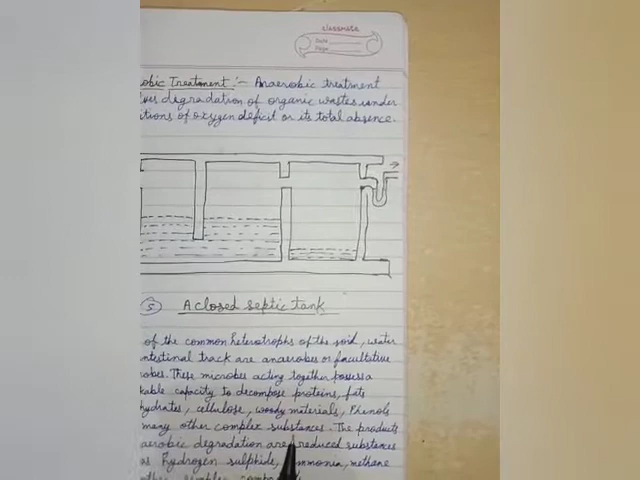 classmate
Date
Page
obic Treatment :- Anaerobic treatment
lves degradation of organic wastes under
itions of oxygen deficit or its total absence.
5 A closed septic tank
of the common heterotrophs of the soil, water
ntestinal track are anaerobes or facultative
robes. These microbes acting together possess a
kable capacity to decompose proteins, fats
hydrates, cellulose, woody materials, Phenols
many other complex substances. The products
aerobic degradation are reduced substances
as hydrogen sulphide, mmonia, methane